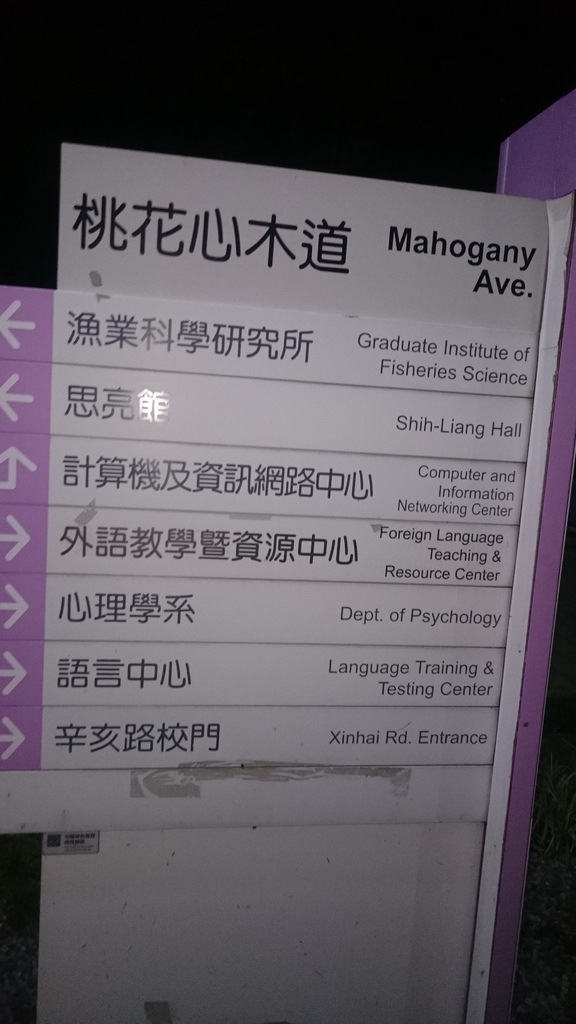 桃花心木道
Mahogany
Ave.
漁業科學研究所
Graduate Institute of
Fisheries Science
思亮館
Shih-Liang Hall
計算機及資訊網路中心
Computer and
Information
Networking Center
外語教學暨資源中心
Foreign Language
Teaching &
Resource Center
心理學系
Dept. of Psychology
語言中心
Language Training &
Testing Center
辛亥路校門
Xinhai Rd. Entrance